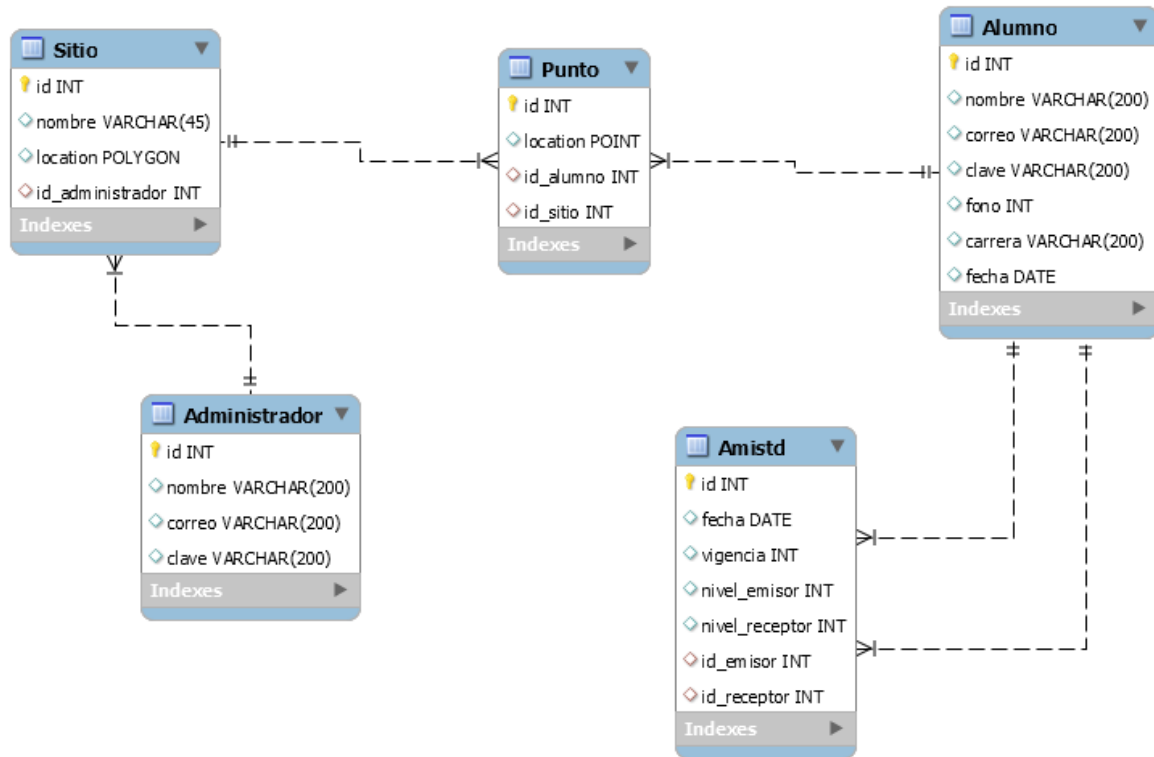 Sitio
id INT
nombre VARCHAR(45)
location POLYGON
id_administrador INT
Indexes
Punto
id INT
location POINT
id_alumno INT
id_sitio INT
Indexes
Alumno
id INT
nombre VARCHAR(200)
correo VARCHAR(200)
clave VARCHAR(200)
fono INT
carrera VARCHAR(200)
fecha DATE
Indexes
Administrador
id INT
nombre VARCHAR(200)
correo VARCHAR(200)
clave VARCHAR(200)
Indexes
Amistd
id INT
fecha DATE
vigencia INT
nivel_emisor INT
nivel_receptor INT
id_emisor INT
id_receptor INT
Indexes